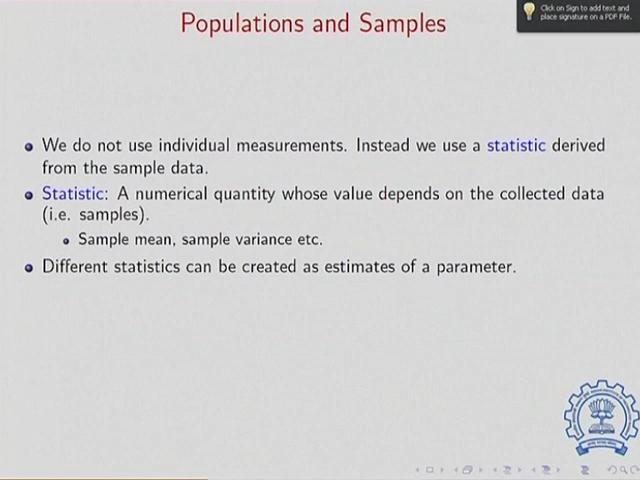 Populations and Samples
Click on Sign to add text and
place signature on a PDF File.
We do not use individual measurements. Instead we use a statistic derived
from the sample data.
Statistic: A numerical quantity whose value depends on the collected data
(i.e. samples).
Sample mean, sample variance etc.
Different statistics can be created as estimates of a parameter.